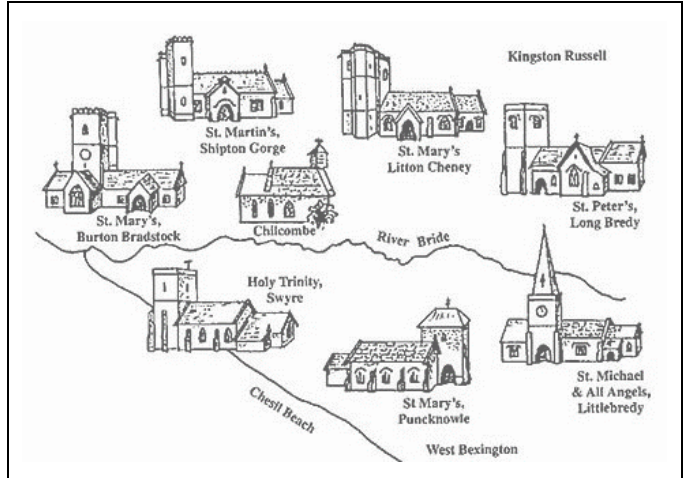 Kingston Russell
St. Martin's,
Shipton Gorge
St. Mary's
Litton Cheney
St. Peter's,
Long Bredy
St. Mary's,
Burton Bradstock
Chilcombe
River Bride
Holy Trinity,
Swyre
St. Michael
& All Angels,
Littlebredy
St Mary's,
Puncknowle
Chesil Beach
West Bexington